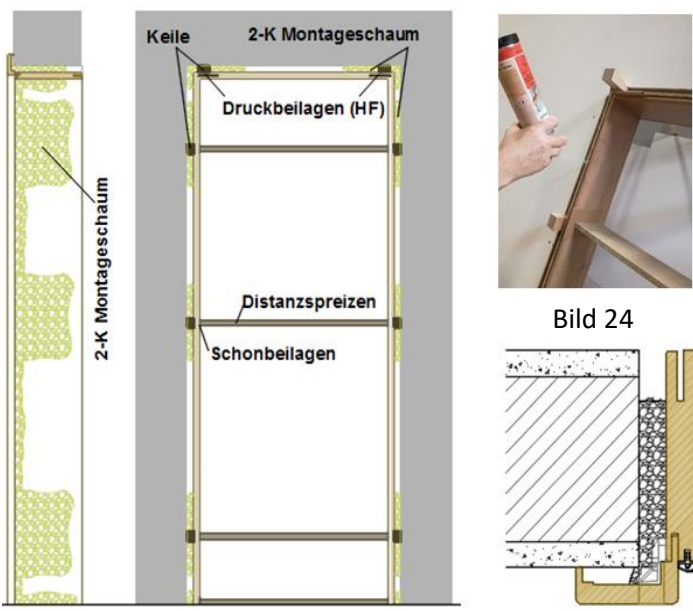 Keile
2-K Montageschaum
Druckbeilagen (HF)
2-K Montageschaum
Distanzspreizen
Schonbeilagen
Bild 24